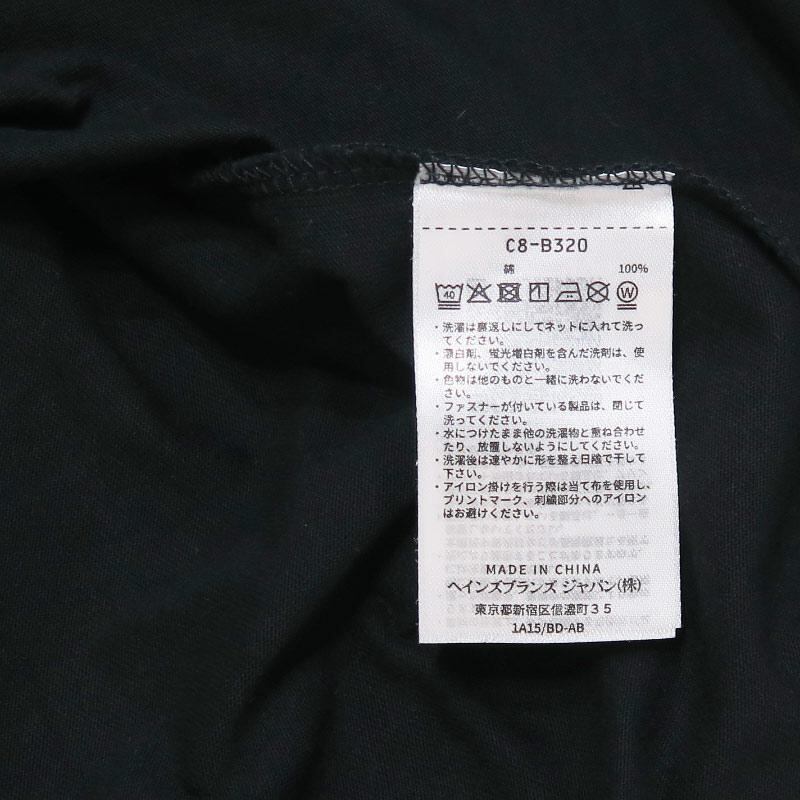 C8-B320
綿 100%
40 W
・洗濯は裏返しにしてネットに入れて洗っ
てください。
・漂白剤、蛍光増白剤を含んだ洗剤は、使
用しないでください。
・色物は他のものと一緒に洗わないでくだ
さい。
・ファスナーが付いている製品は、閉じて
洗ってください。
・水につけたまま他の洗濯物と重ね合わせ
たり、放置しないようにしてください。
・洗濯後は速やかに形を整え日陰で干して
下さい。
・アイロン掛けを行う際は当て布を使用し、
プリントマーク、刺繍部分へのアイロン
はお避けください。
MADE IN CHINA
ヘインズブランズ ジャパン(株)
東京都新宿区信濃町３５
1A15/BD-AB